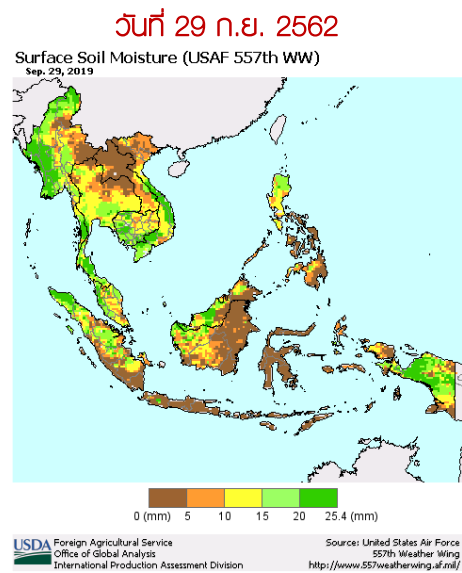 วันที่ 29 ก.ย. 2562
Surface Soil Moisture (USAF 557th WW)
Sep. 29, 2019
0 (mm) 5 10 15 20 25.4 (mm)
USDA Foreign Agricultural Service
Office of Global Analysis
International Production Assessment Division
Source: United States Air Force
557th Weather Wing
http://www.557weatherwing.af.mil/